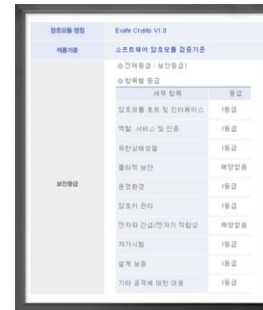 암호모듈 명칭 Exafe Crypto V1.0
적용기준 소프트웨어 암호모듈 검증기준
보안등급
◎ 전체등급 : 보안등급1
◎ 항목별 등급
세부 항목 등급
암호모듈 포트 및 인터페이스 1등급
역할, 서비스 및 인증 1등급
유한상태모델 1등급
물리적 보안 해당없음
운영환경 1등급
암호키 관리 1등급
전자파 간섭/전자기 적합성 해당없음
자가시험 1등급
설계 보증 1등급
기타 공격에 대한 대응 1등급